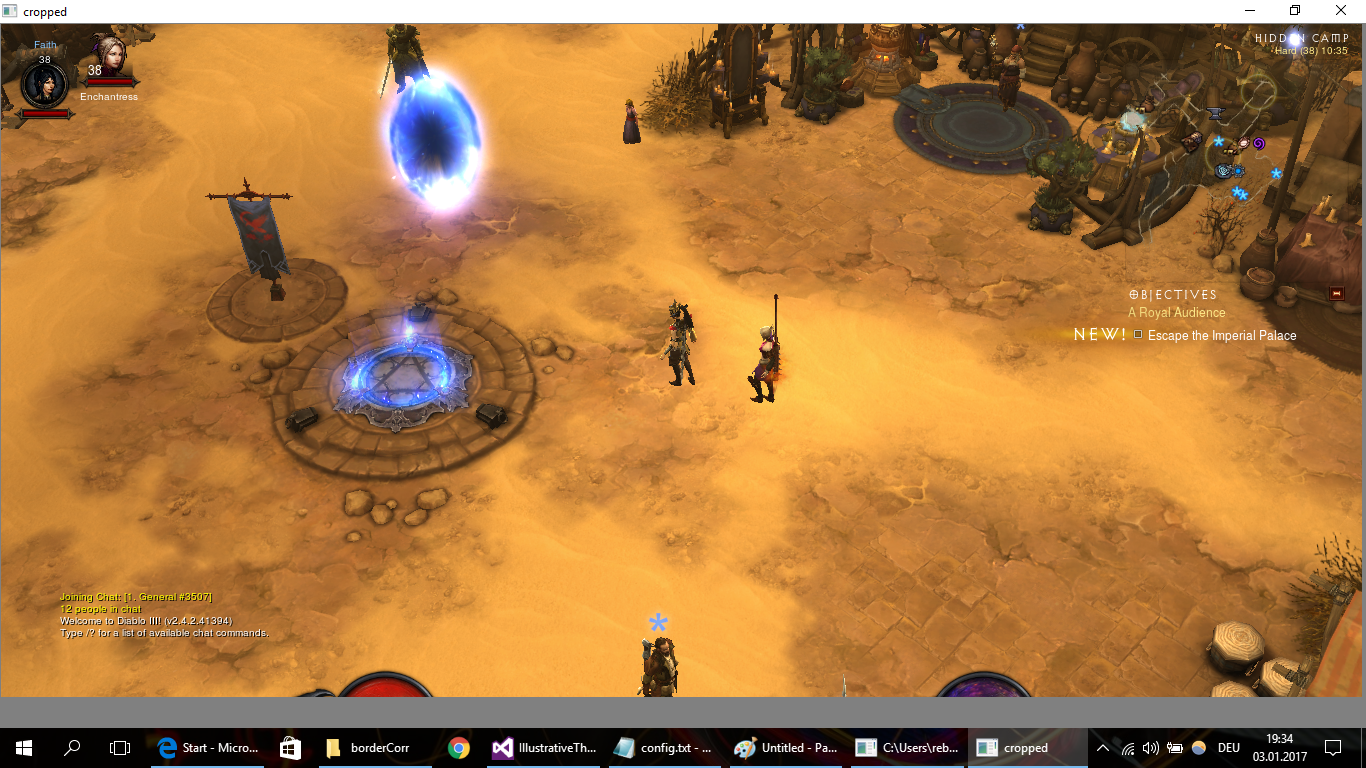 cropped
Faith
38
38
Enchantress
HIDDEN CAMP
Hard (38) 10:35
OBJECTIVES
A Royal Audience
NEW! Escape the Imperial Palace
Joining Chat: [1. General #3507]
12 people in chat
Welcome to Diablo III! (v2.4.2.41394)
Type /? for a list of available chat commands.
Start - Micro...
borderCorr
IllustrativeTh...
config.txt - ...
Untitled - Pa...
C:\Users\reb...
cropped
DEU
19:34
03.01.2017